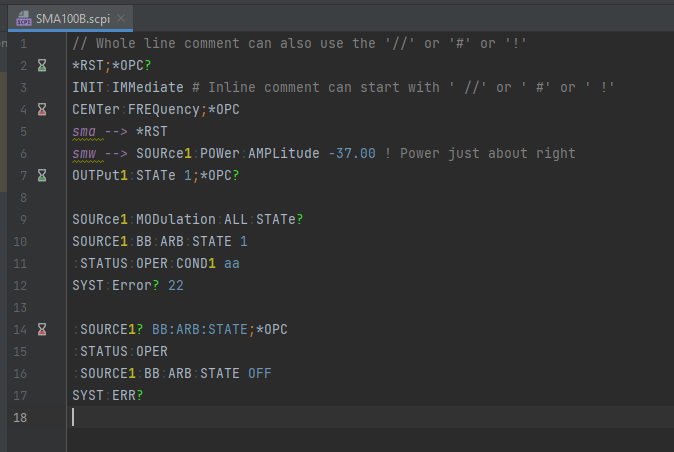 SMA100B.scpi
1 // Whole line comment can also use the '//' or '#' or '!'
2 *RST;*OPC?
3 INIT:IMMediate # Inline comment can start with ' //' or ' #' or ' !'
4 CENTer:FREQuency;*OPC
5 sma --> *RST
6 smw --> SOURce1:POWer:AMPLitude -37.00 ! Power just about right
7 OUTPut1:STATe 1;*OPC?
8
9 SOURce1:MODulation:ALL:STATe?
10 SOURCE1:BB:ARB:STATE 1
11 :STATUS:OPER:COND1 aa
12 SYST:Error? 22
13
14 :SOURCE1? BB:ARB:STATE;*OPC
15 :STATUS:OPER
16 :SOURCE1:BB:ARB:STATE OFF
17 SYST:ERR?
18